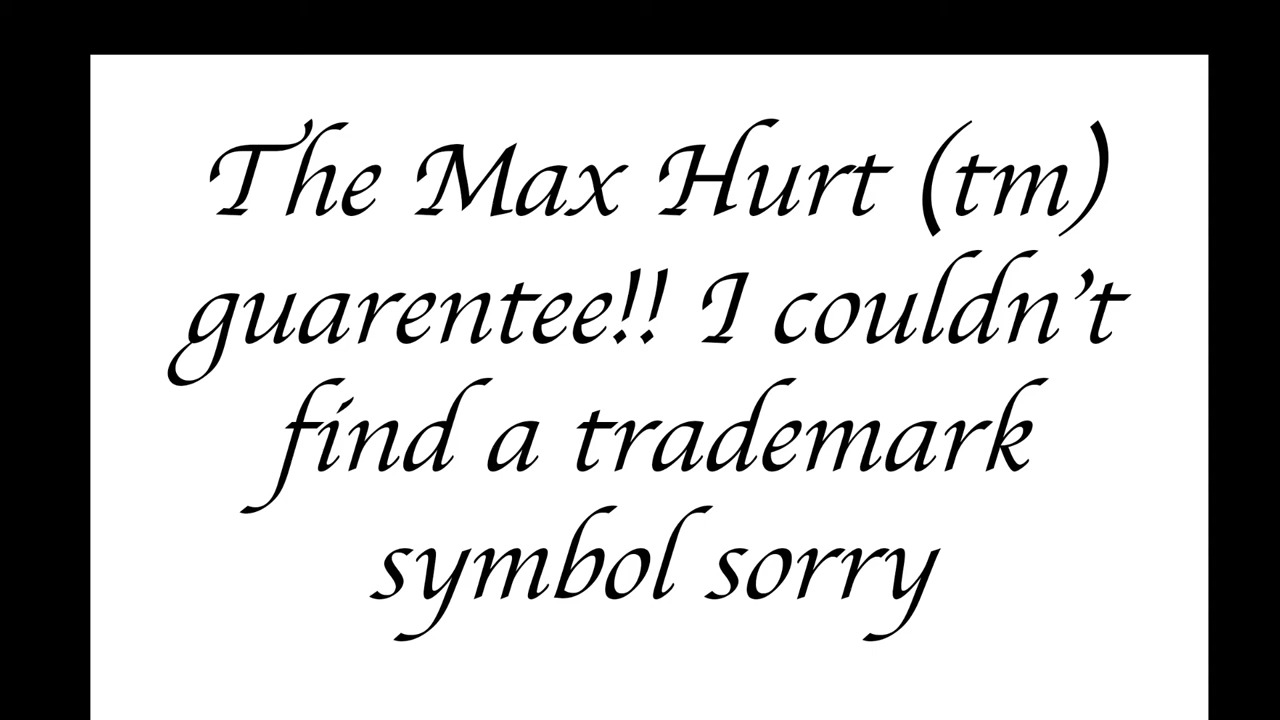 The Max Hurt (tm)
guarentee!! I couldn't
find a trademark
symbol sorry